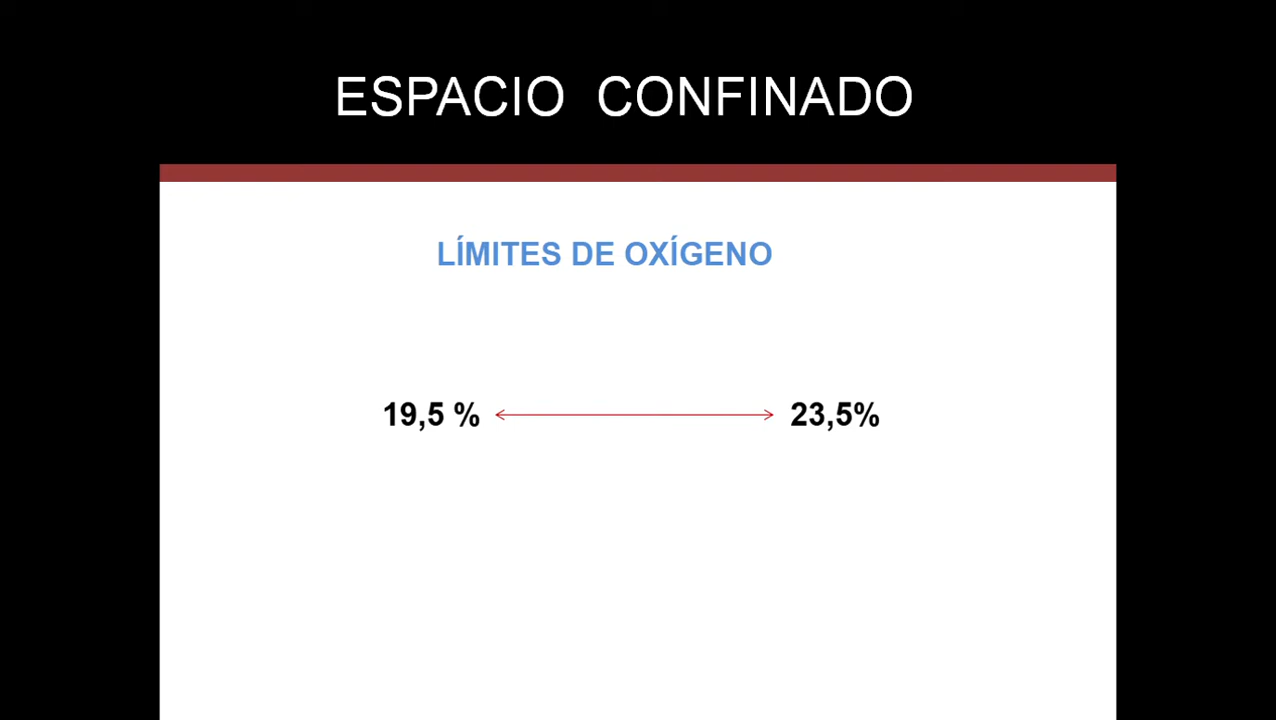 ESPACIO CONFINADO
LÍMITES DE OXÍGENO
19,5 % 23,5%